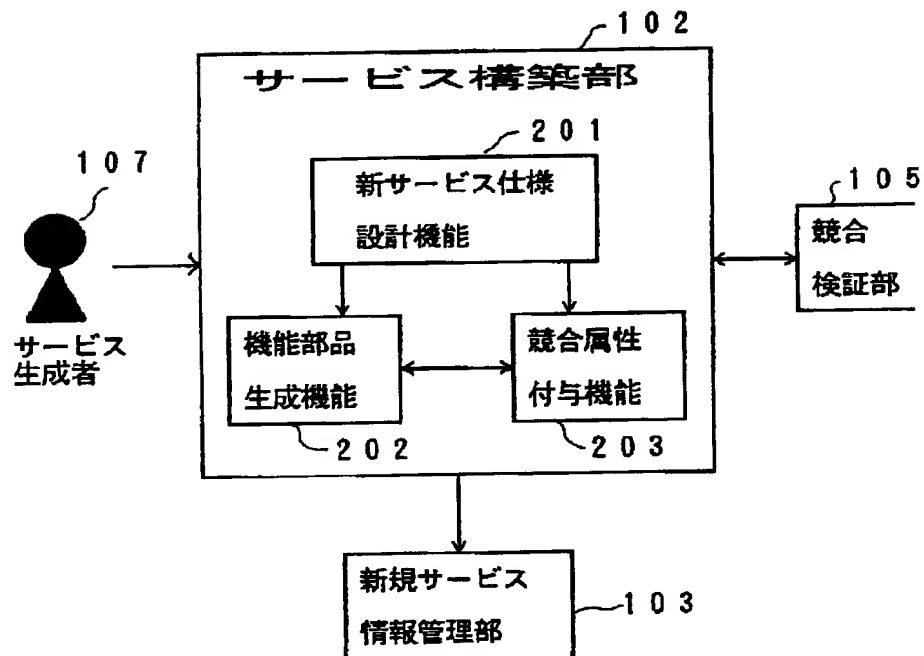 102
サービス構築部
201
新サービス仕様
設計機能
107
サービス
生成者
105
競合
検証部
機能部品
生成機能
202
競合属性
付与機能
203
新規サービス
情報管理部
103